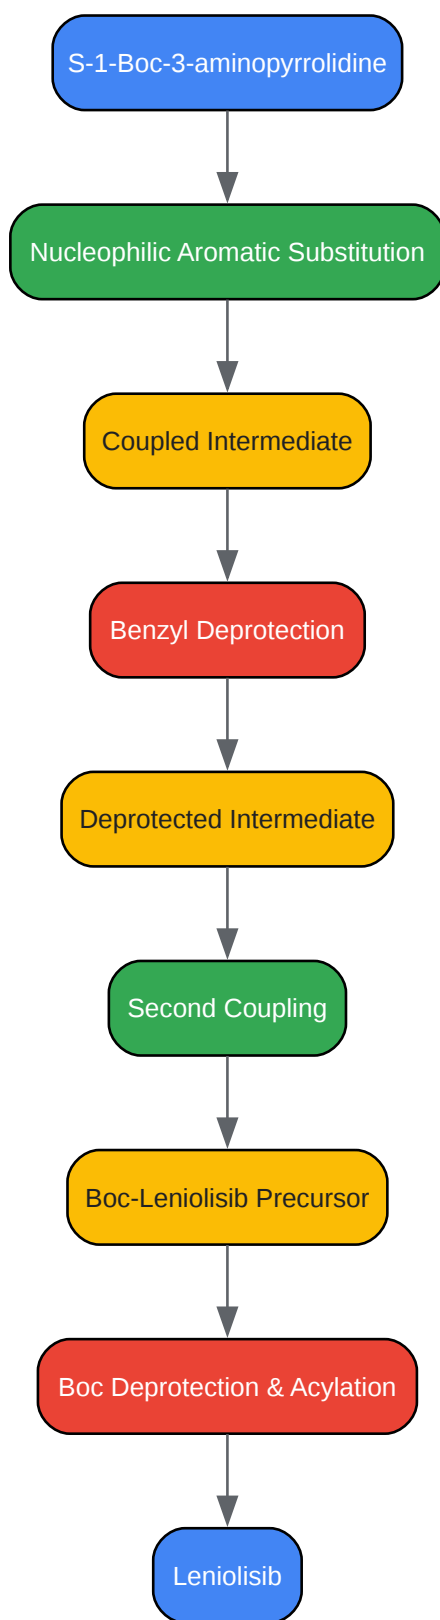 S-1-Boc-3-aminopyrrolidine
Nucleophilic Aromatic Substitution
Coupled Intermediate
Benzyl Deprotection
Deprotected Intermediate
Second Coupling
Boc-Leniolisib Precursor
Boc Deprotection & Acylation
Leniolisib